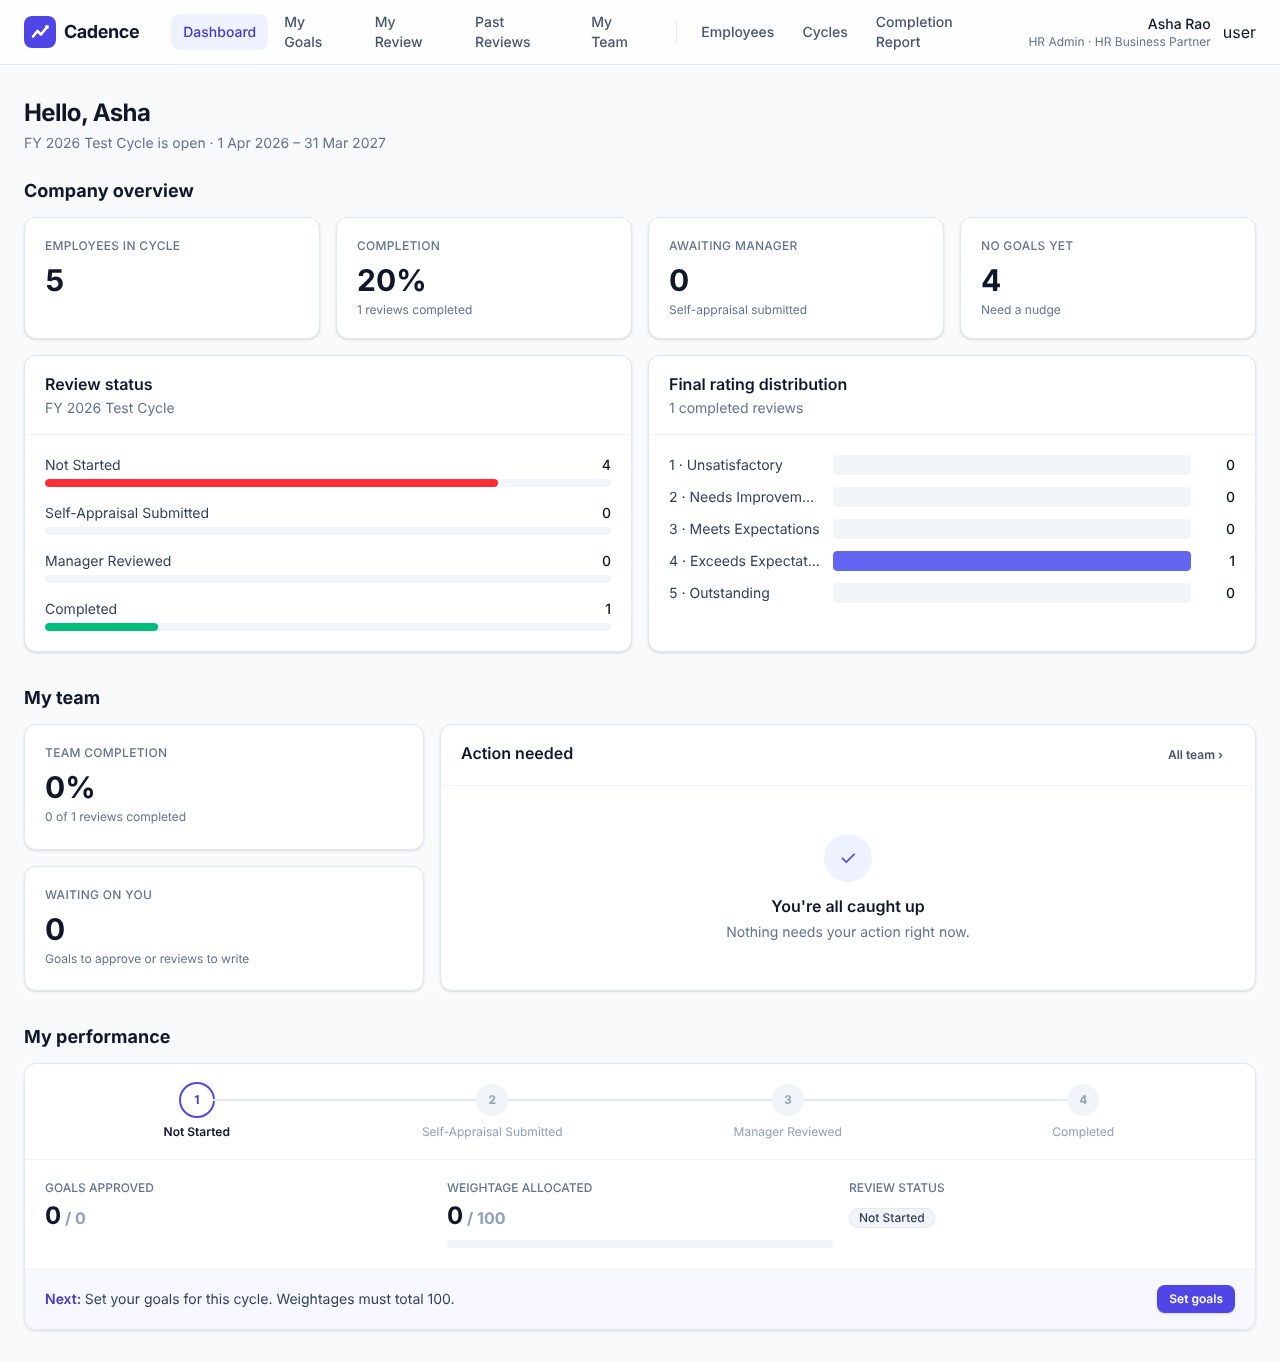 Cadence
Dashboard
My Goals
My Review
Past Reviews
My Team
Employees
Cycles
Completion Report
Asha Rao
HR Admin · HR Business Partner
user
Hello, Asha
FY 2026 Test Cycle is open · 1 Apr 2026 – 31 Mar 2027
Company overview
EMPLOYEES IN CYCLE
5
COMPLETION
20%
1 reviews completed
AWAITING MANAGER
0
Self-appraisal submitted
NO GOALS YET
4
Need a nudge
Review status
FY 2026 Test Cycle
Not Started 4
Self-Appraisal Submitted 0
Manager Reviewed 0
Completed 1
Final rating distribution
1 completed reviews
1 · Unsatisfactory 0
2 · Needs Improvem... 0
3 · Meets Expectations 0
4 · Exceeds Expectat... 1
5 · Outstanding 0
My team
TEAM COMPLETION
0%
0 of 1 reviews completed
WAITING ON YOU
0
Goals to approve or reviews to write
Action needed
All team ›
You're all caught up
Nothing needs your action right now.
My performance
1
Not Started
2
Self-Appraisal Submitted
3
Manager Reviewed
4
Completed
GOALS APPROVED
0 / 0
WEIGHTAGE ALLOCATED
0 / 100
REVIEW STATUS
Not Started
Next: Set your goals for this cycle. Weightages must total 100.
Set goals